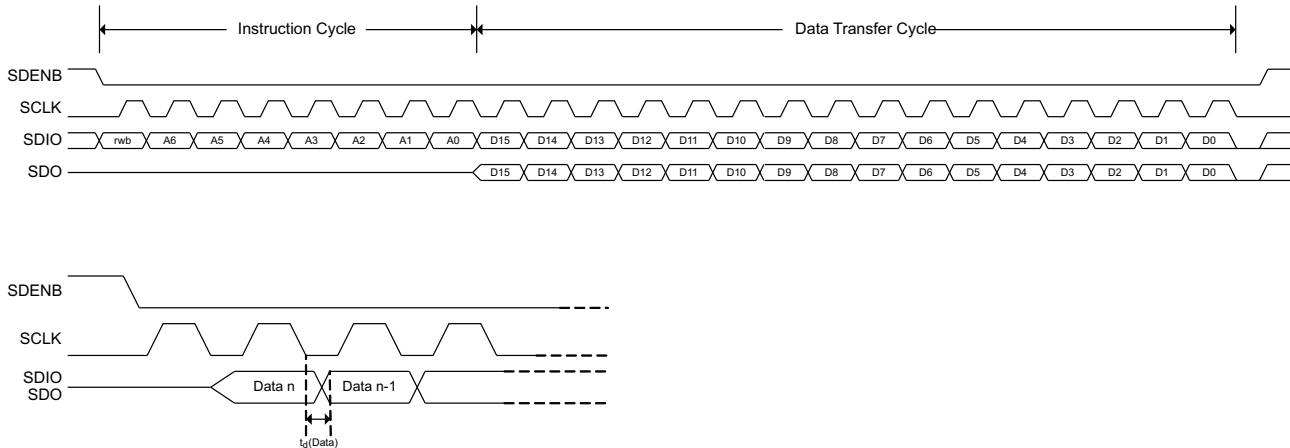 Instruction Cycle Data Transfer Cycle
SDENB
SCLK
SDIO rwb A6 A5 A4 A3 A2 A1 A0 D15 D14 D13 D12 D11 D10 D9 D8 D7 D6 D5 D4 D3 D2 D1 D0
SDO D15 D14 D13 D12 D11 D10 D9 D8 D7 D6 D5 D4 D3 D2 D1 D0
SDENB
SCLK
SDIO
SDO Data n Data n-1
td(Data)